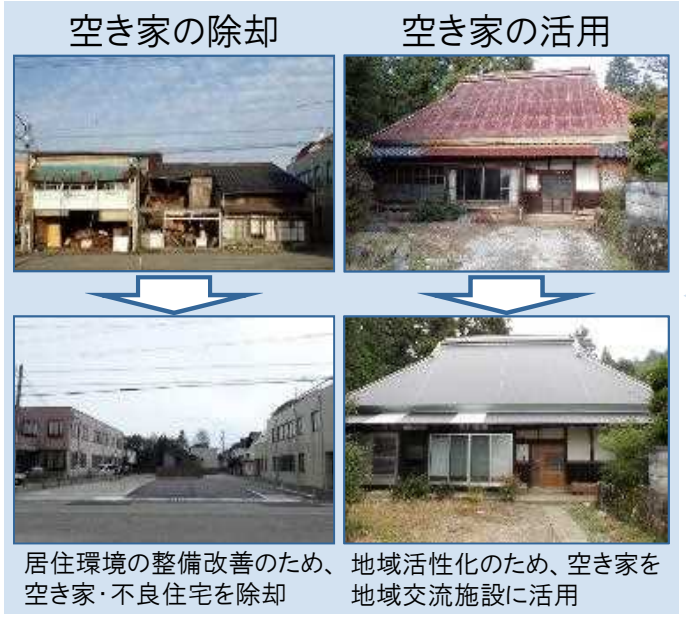 空き家の除却
空き家の活用
居住環境の整備改善のため、
空き家・不良住宅を除却
地域活性化のため、空き家を
地域交流施設に活用